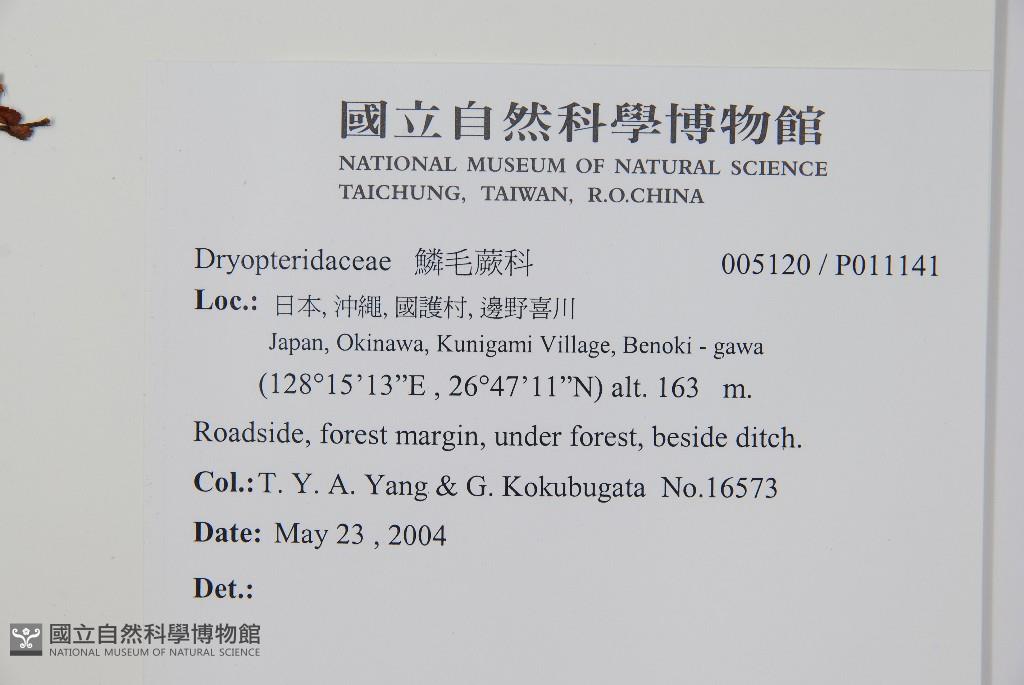 國立自然科學博物館
NATIONAL MUSEUM OF NATURAL SCIENCE
TAICHUNG, TAIWAN, R.O.CHINA
Dryopteridaceae 鱗毛蕨科 005120 / P011141
Loc.: 日本, 沖繩, 國護村, 邊野喜川
Japan, Okinawa, Kunigami Village, Benoki - gawa
(128°15’13”E , 26°47’11”N) alt. 163 m.
Roadside, forest margin, under forest, beside ditch.
Col.: T. Y. A. Yang & G. Kokubugata No.16573
Date: May 23 , 2004
Det.:
國立自然科學博物館
NATIONAL MUSEUM OF NATURAL SCIENCE